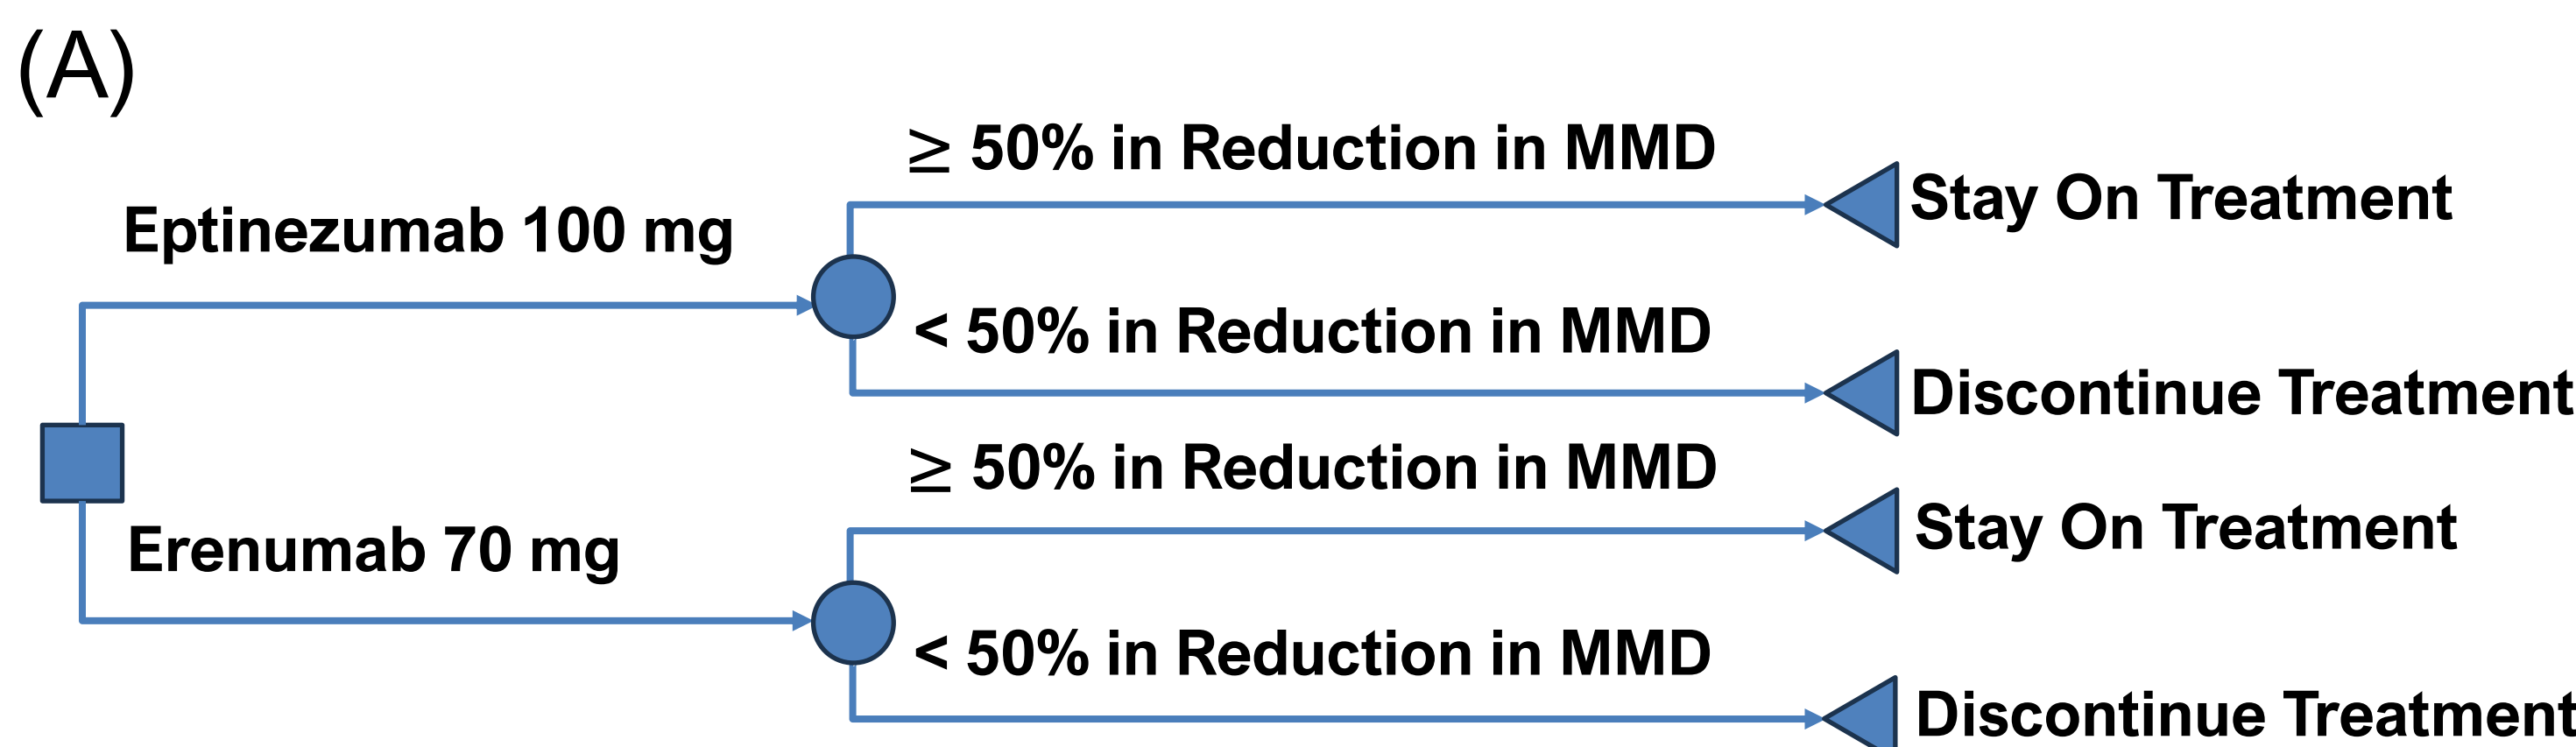 (A)
≥ 50% in Reduction in MMD
Stay On Treatment
Eptinezumab 100 mg
< 50% in Reduction in MMD
Discontinue Treatment
≥ 50% in Reduction in MMD
Stay On Treatment
Erenumab 70 mg
< 50% in Reduction in MMD
Discontinue Treatment